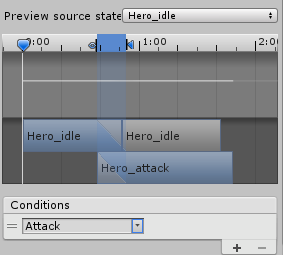 Preview source state Hero_idle
0:00 1:00 2:00
Hero_idle Hero_idle
Hero_attack
Conditions
Attack